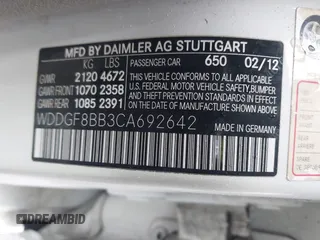 MFD BY DAIMLER AG STUTTGART
KG LBS PASSENGER CAR 650 02/12
GVWR 2120 4672
GAWR FRONT 1070 2358
GAWR REAR 1085 2391
THIS VEHICLE CONFORMS TO ALL APPLICABLE
U.S. FEDERAL MOTOR VEHICLE SAFETY,
BUMPER, AND THEFT PREVENTION STANDARDS
IN EFFECT ON THE DATE OF MANUFACTURE
SHOWN ABOVE.
WDDGF8BB3CA692642
MADE IN
DREAMBID